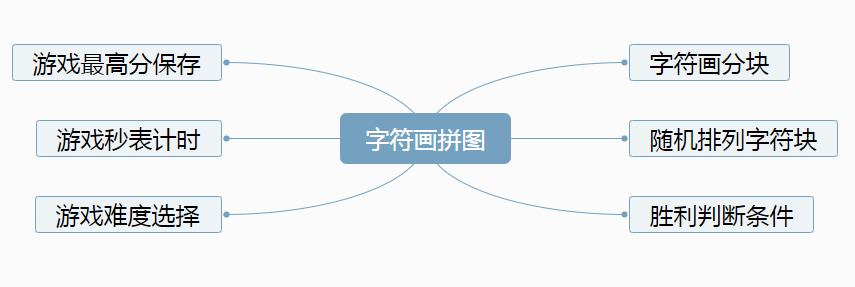 游戏最高分保存
字符画分块
字符画拼图
游戏秒表计时
随机排列字符块
游戏难度选择
胜利判断条件